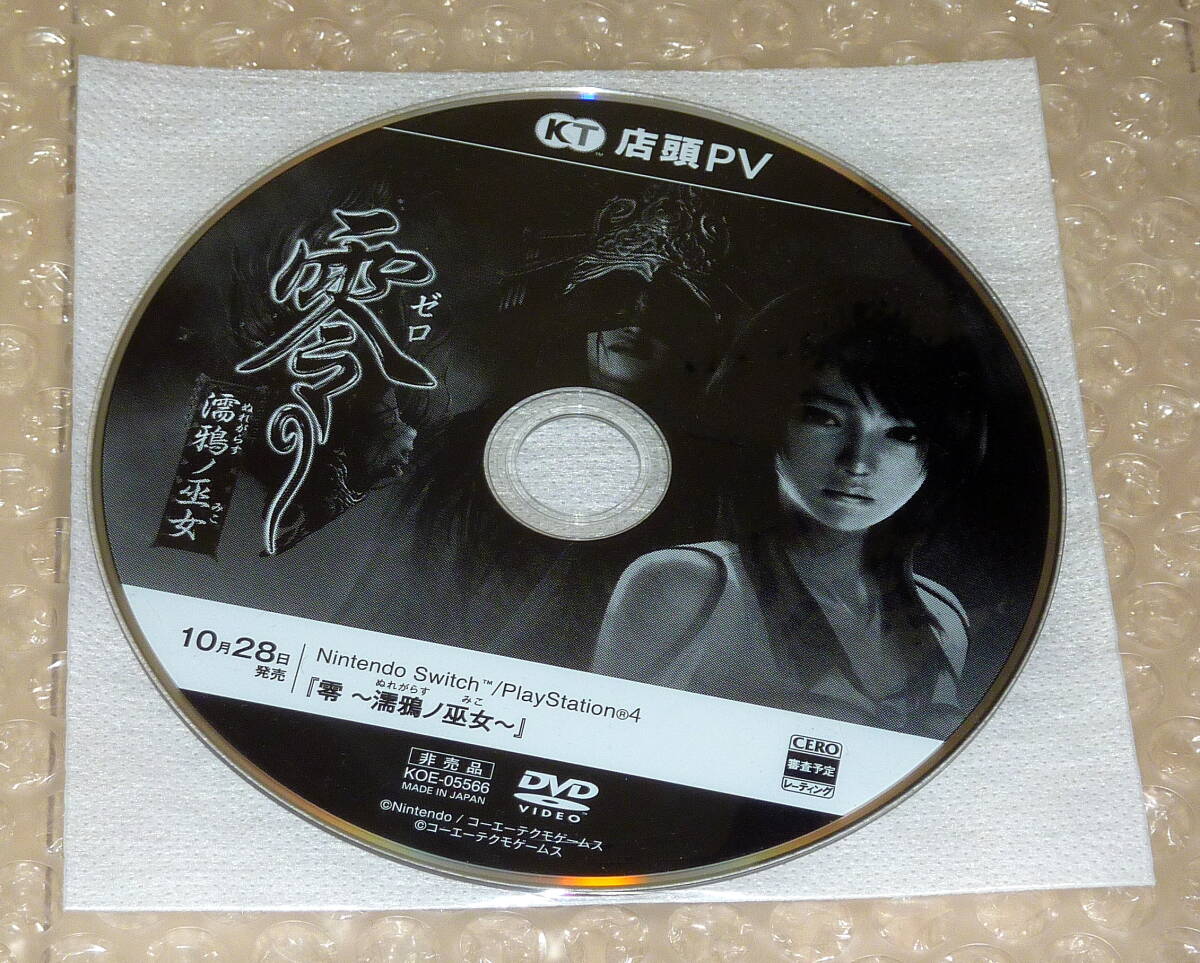 KT™ 店頭PV
零
ゼロ
濡鴉ノ巫女
ぬれがらす
みこ
10月28日
発売
Nintendo Switch™/PlayStation®4
ぬれがらす みこ
『零 ～濡鴉ノ巫女～』
CERO
審査予定
レーティング
非売品
KOE-05566
MADE IN JAPAN
DVD
VIDEO™
©Nintendo / コーエーテクモゲームス
©コーエーテクモゲームス